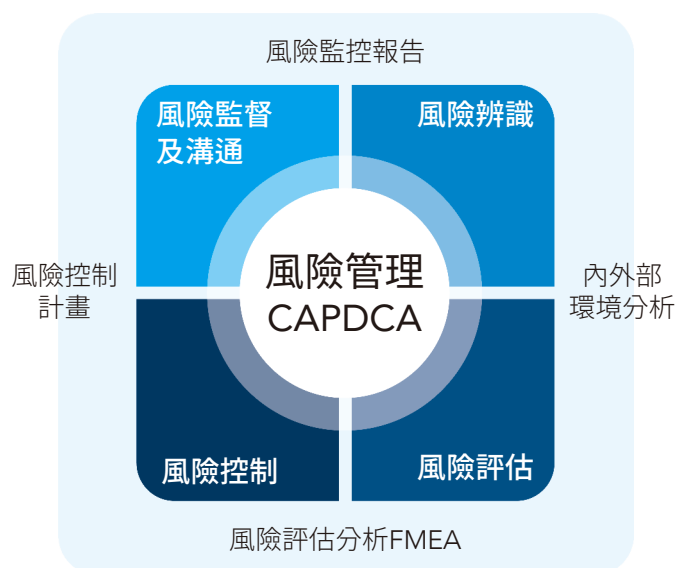 風險監控報告
風險監督
及溝通
風險辨識
風險控制
計畫
風險管理
CAPDCA
內外部
環境分析
風險控制
風險評估
風險評估分析FMEA